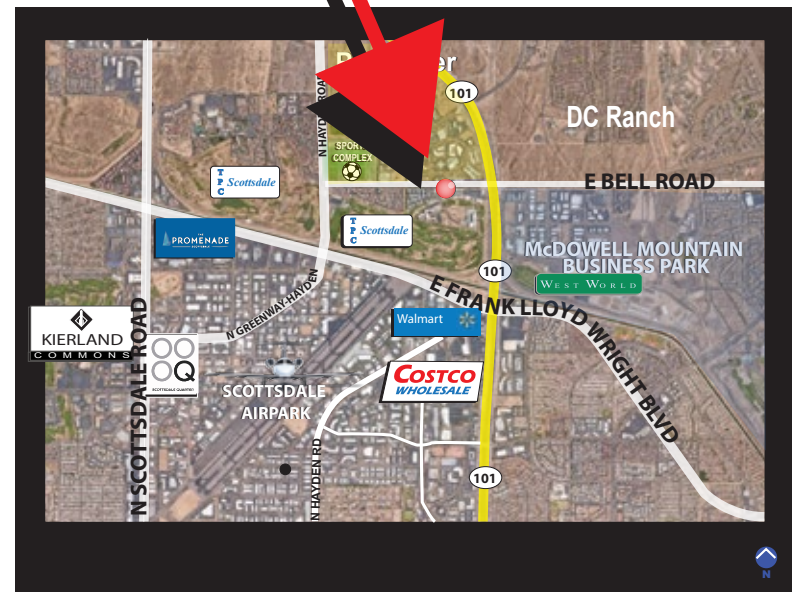 101
DC Ranch
N HAYDEN ROAD
SPORTS
COMPLEX
TPC Scottsdale
E BELL ROAD
THE
PROMENADE
TPC Scottsdale
McDOWELL MOUNTAIN
BUSINESS PARK
WEST WORLD
101
E FRANK LLOYD WRIGHT BLVD
N GREENWAY-HAYDEN
Walmart
KIERLAND
COMMONS
N SCOTTSDALE ROAD
Q
SCOTTSDALE QUARTER
COSTCO
WHOLESALE
SCOTTSDALE
AIRPARK
N HAYDEN RD
101
N